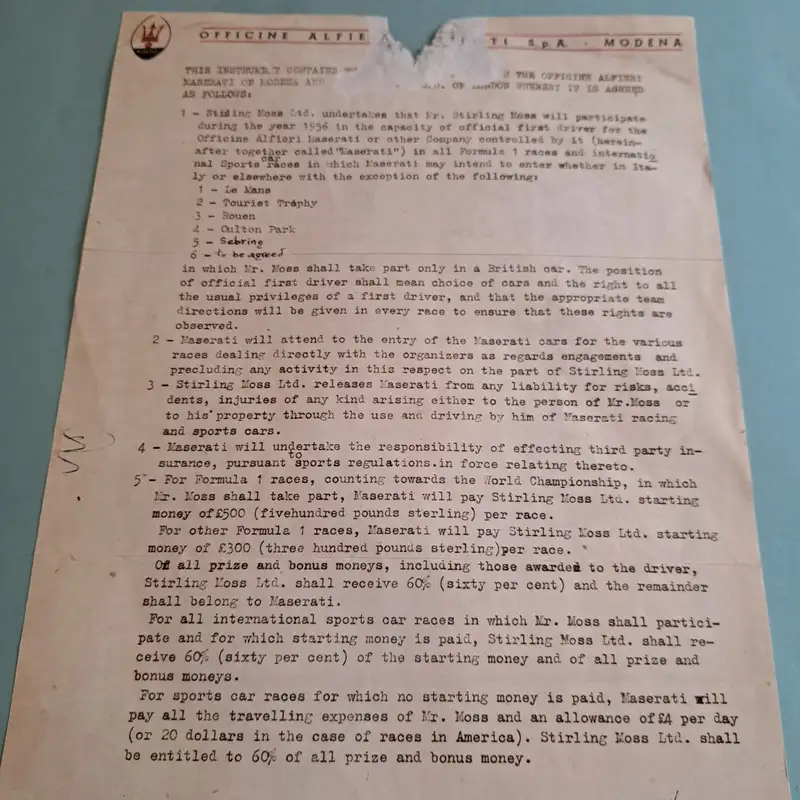 OFFICINE ALFIE TI S.p.A. - MODENA
THIS INSTRUMENT CONTAINS THE OFFICINE ALFIERI
MASERATI OF MODENA AND OF LONDON WHEREBY IT IS AGREED
AS FOLLOWS:
1 - Stirling Moss Ltd. undertakes that Mr. Stirling Moss will participate
during the year 1956 in the capacity of official first driver for the
Officine Alfieri Maserati or other Company controlled by it (herein-
after together called "Maserati") in all Formula 1 races and internatio
nal Sports car races in which Maserati may intend to enter whether in Ita-
ly or elsewhere with the exception of the following:
1 - Le Mans
2 - Tourist Trophy
3 - Rouen
4 - Oulton Park
5 - Sebring
6 - to be agreed
in which Mr. Moss shall take part only in a British car. The position
of official first driver shall mean choice of cars and the right to all
the usual privileges of a first driver, and that the appropriate team
directions will be given in every race to ensure that these rights are
observed.
2 - Maserati will attend to the entry of the Maserati cars for the various
races dealing directly with the organizers as regards engagements and
precluding any activity in this respect on the part of Stirling Moss Ltd.
3 - Stirling Moss Ltd. releases Maserati from any liability for risks, acci
dents, injuries of any kind arising either to the person of Mr.Moss or
to his property through the use and driving by him of Maserati racing
and sports cars.
4 - Maserati will undertake the responsibility of effecting third party in-
surance, pursuant to sports regulations.in force relating thereto.
5 - For Formula 1 races, counting towards the World Championship, in which
Mr. Moss shall take part, Maserati will pay Stirling Moss Ltd. starting
money of £500 (fivehundred pounds sterling) per race.
For other Formula 1 races, Maserati will pay Stirling Moss Ltd. starting
money of £300 (three hundred pounds sterling)per race.
Of all prize and bonus moneys, including those awarded to the driver,
Stirling Moss Ltd. shall receive 60% (sixty per cent) and the remainder
shall belong to Maserati.
For all international sports car races in which Mr. Moss shall partici-
pate and for which starting money is paid, Stirling Moss Ltd. shall re-
ceive 60% (sixty per cent) of the starting money and of all prize and
bonus moneys.
For sports car races for which no starting money is paid, Maserati will
pay all the travelling expenses of Mr. Moss and an allowance of £4 per day
(or 20 dollars in the case of races in America). Stirling Moss Ltd. shall
be entitled to 60% of all prize and bonus money.